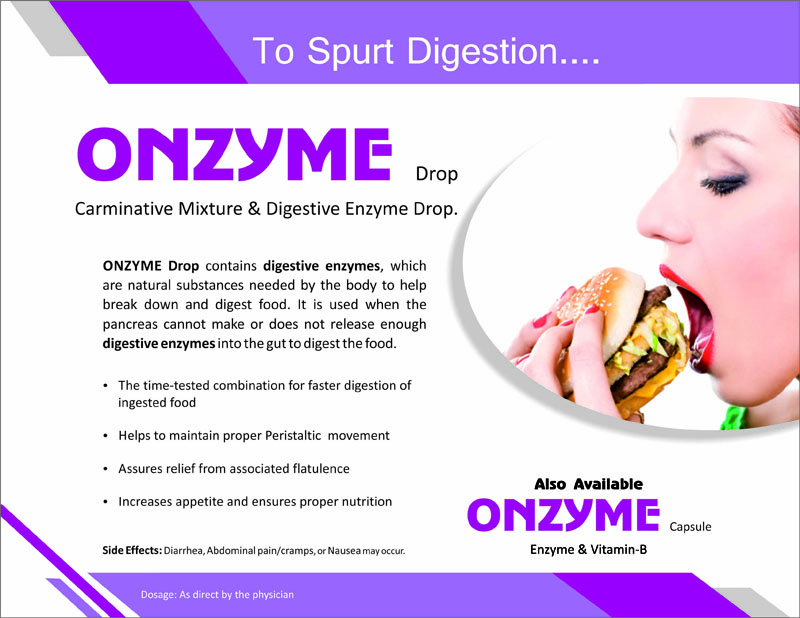 To Spurt Digestion....
ONZYME Drop
Carminative Mixture & Digestive Enzyme Drop.
ONZYME Drop contains digestive enzymes, which
are natural substances needed by the body to help
break down and digest food. It is used when the
pancreas cannot make or does not release enough
digestive enzymes into the gut to digest the food.
• The time-tested combination for faster digestion of
ingested food
• Helps to maintain proper Peristaltic movement
• Assures relief from associated flatulence
• Increases appetite and ensures proper nutrition
Side Effects: Diarrhea, Abdominal pain/cramps, or Nausea may occur.
Also Available
ONZYME Capsule
Enzyme & Vitamin-B
Dosage: As direct by the physician